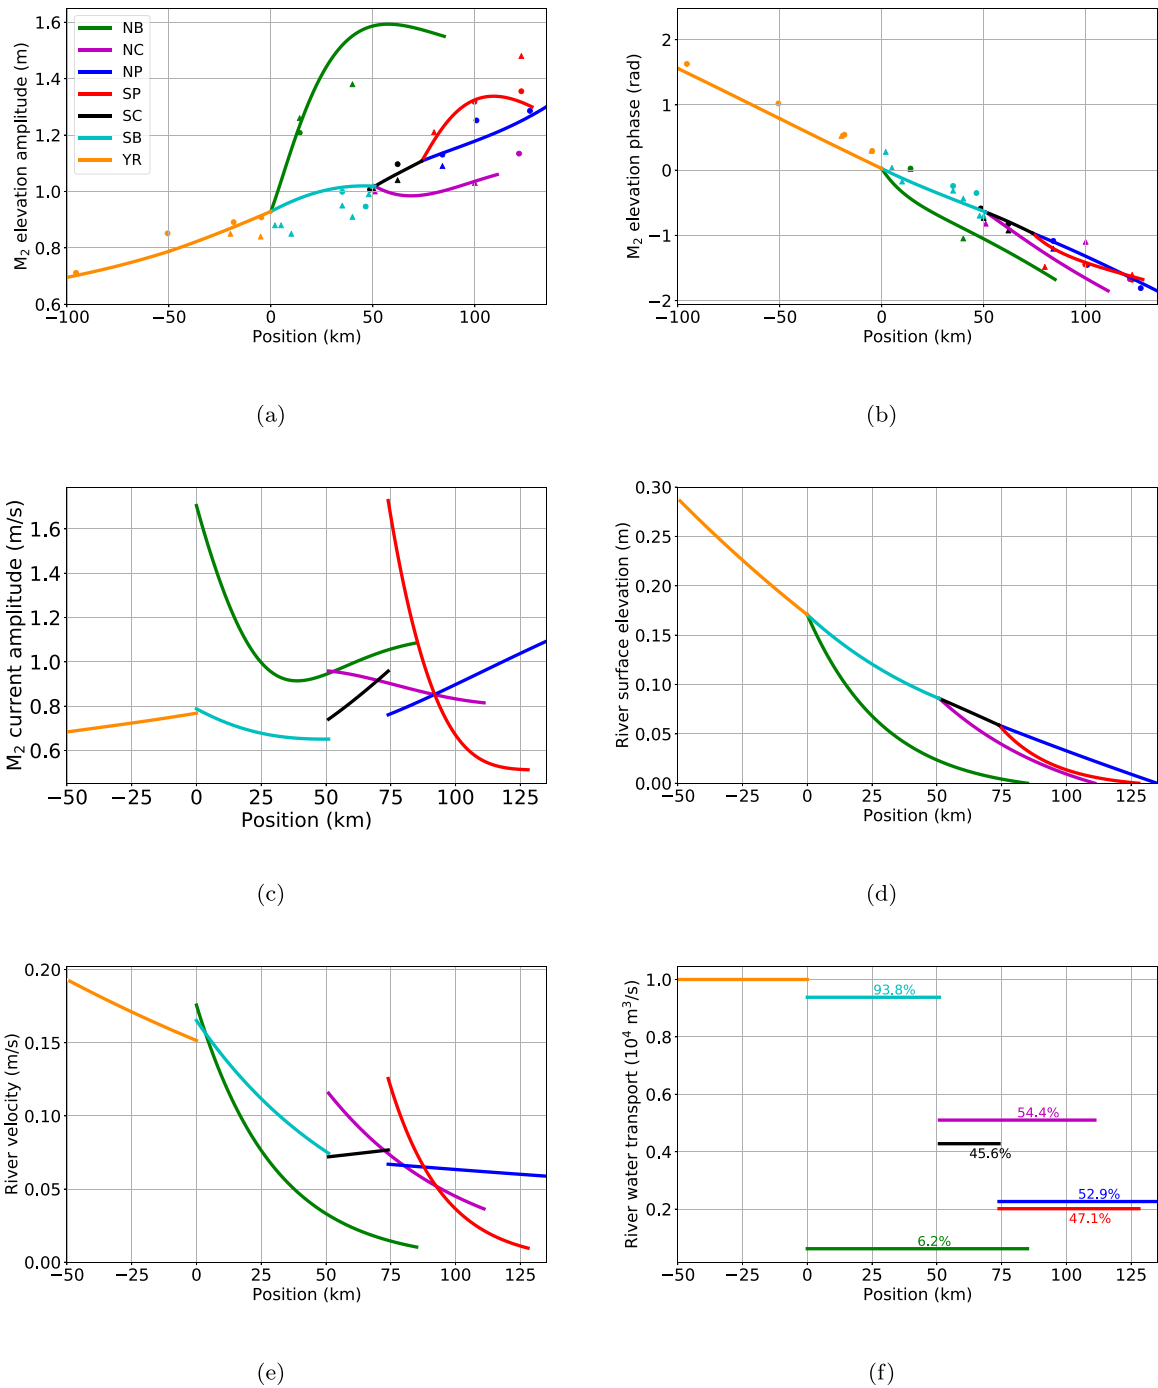 1.6
1.4
1.2
1.0
0.8
0.6
M₂ elevation amplitude (m)
NB
NC
NP
SP
SC
SB
YR
−100 −50 0 50 100
Position (km)
(a)
2
1
0
−1
−2
M₂ elevation phase (rad)
−100 −50 0 50 100
Position (km)
(b)
1.6
1.4
1.2
1.0
0.8
0.6
M₂ current amplitude (m/s)
−50 −25 0 25 50 75 100 125
Position (km)
(c)
0.30
0.25
0.20
0.15
0.10
0.05
0.00
River surface elevation (m)
−50 −25 0 25 50 75 100 125
Position (km)
(d)
0.20
0.15
0.10
0.05
0.00
River velocity (m/s)
−50 −25 0 25 50 75 100 125
Position (km)
(e)
1.0
0.8
0.6
0.4
0.2
River water transport (10⁴ m³/s)
93.8%
54.4%
45.6%
52.9%
47.1%
6.2%
−50 −25 0 25 50 75 100 125
Position (km)
(f)